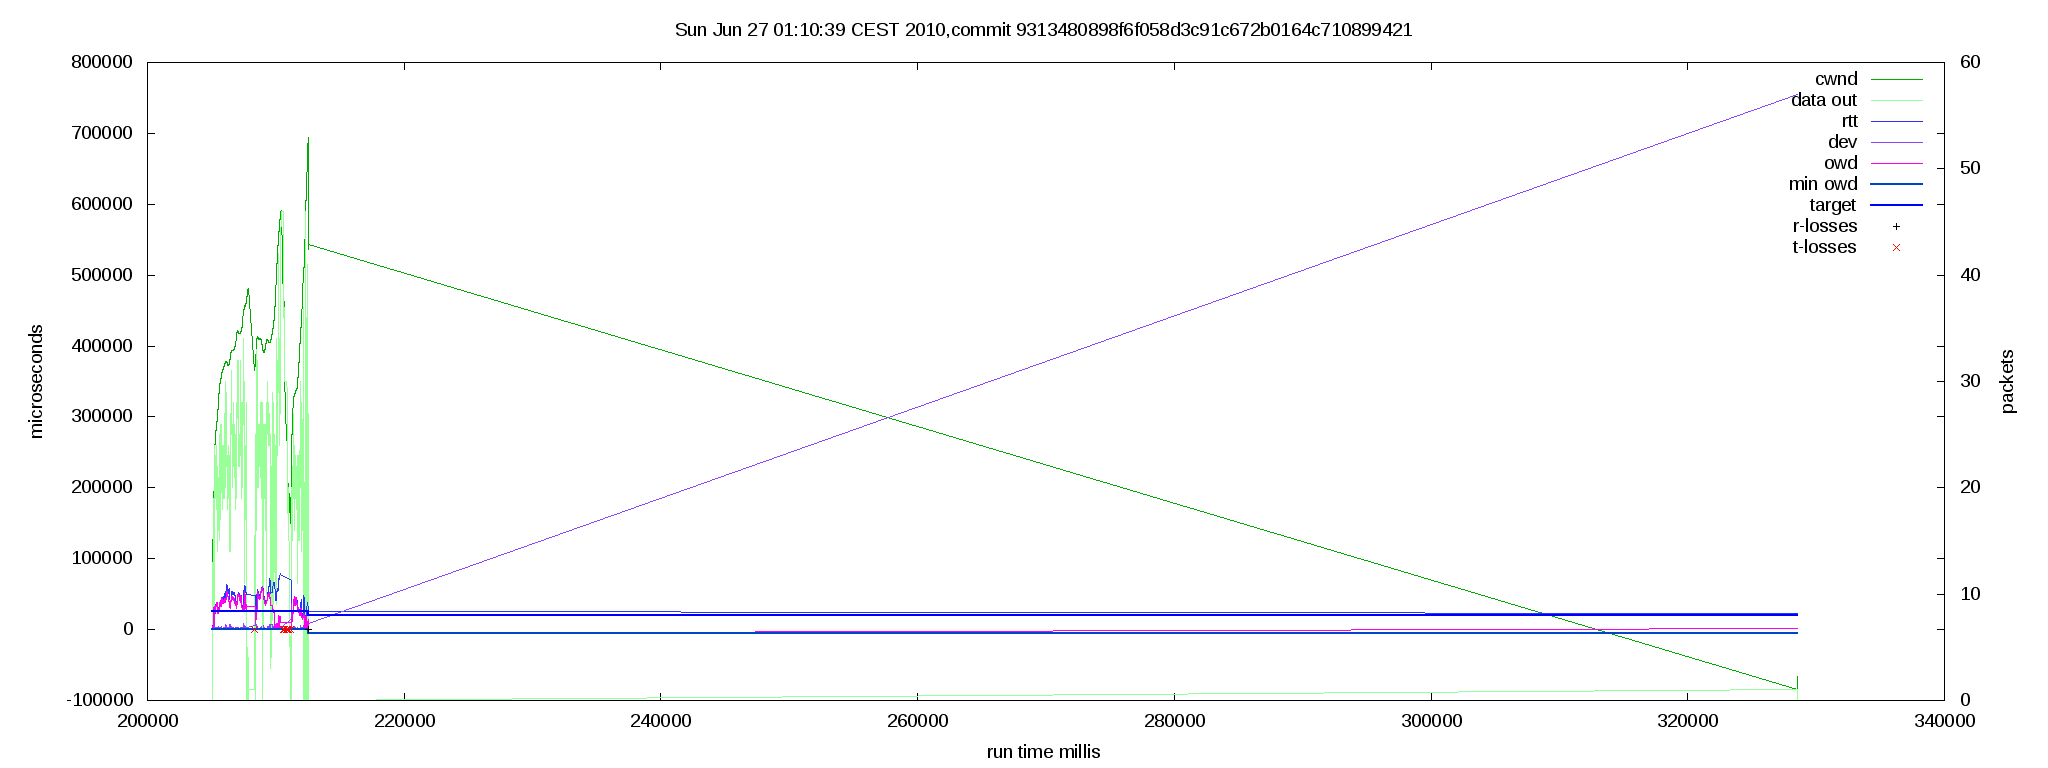 Sun Jun 27 01:10:39 CEST 2010,commit 9313480898f6f058d3c91c672b0164c710899421
800000
700000
600000
500000
400000
300000
200000
100000
0
-100000
microseconds
60
50
40
30
20
10
0
packets
cwnd
data out
rtt
dev
owd
min owd
target
r-losses
t-losses
200000 220000 240000 260000 280000 300000 320000 340000
run time millis